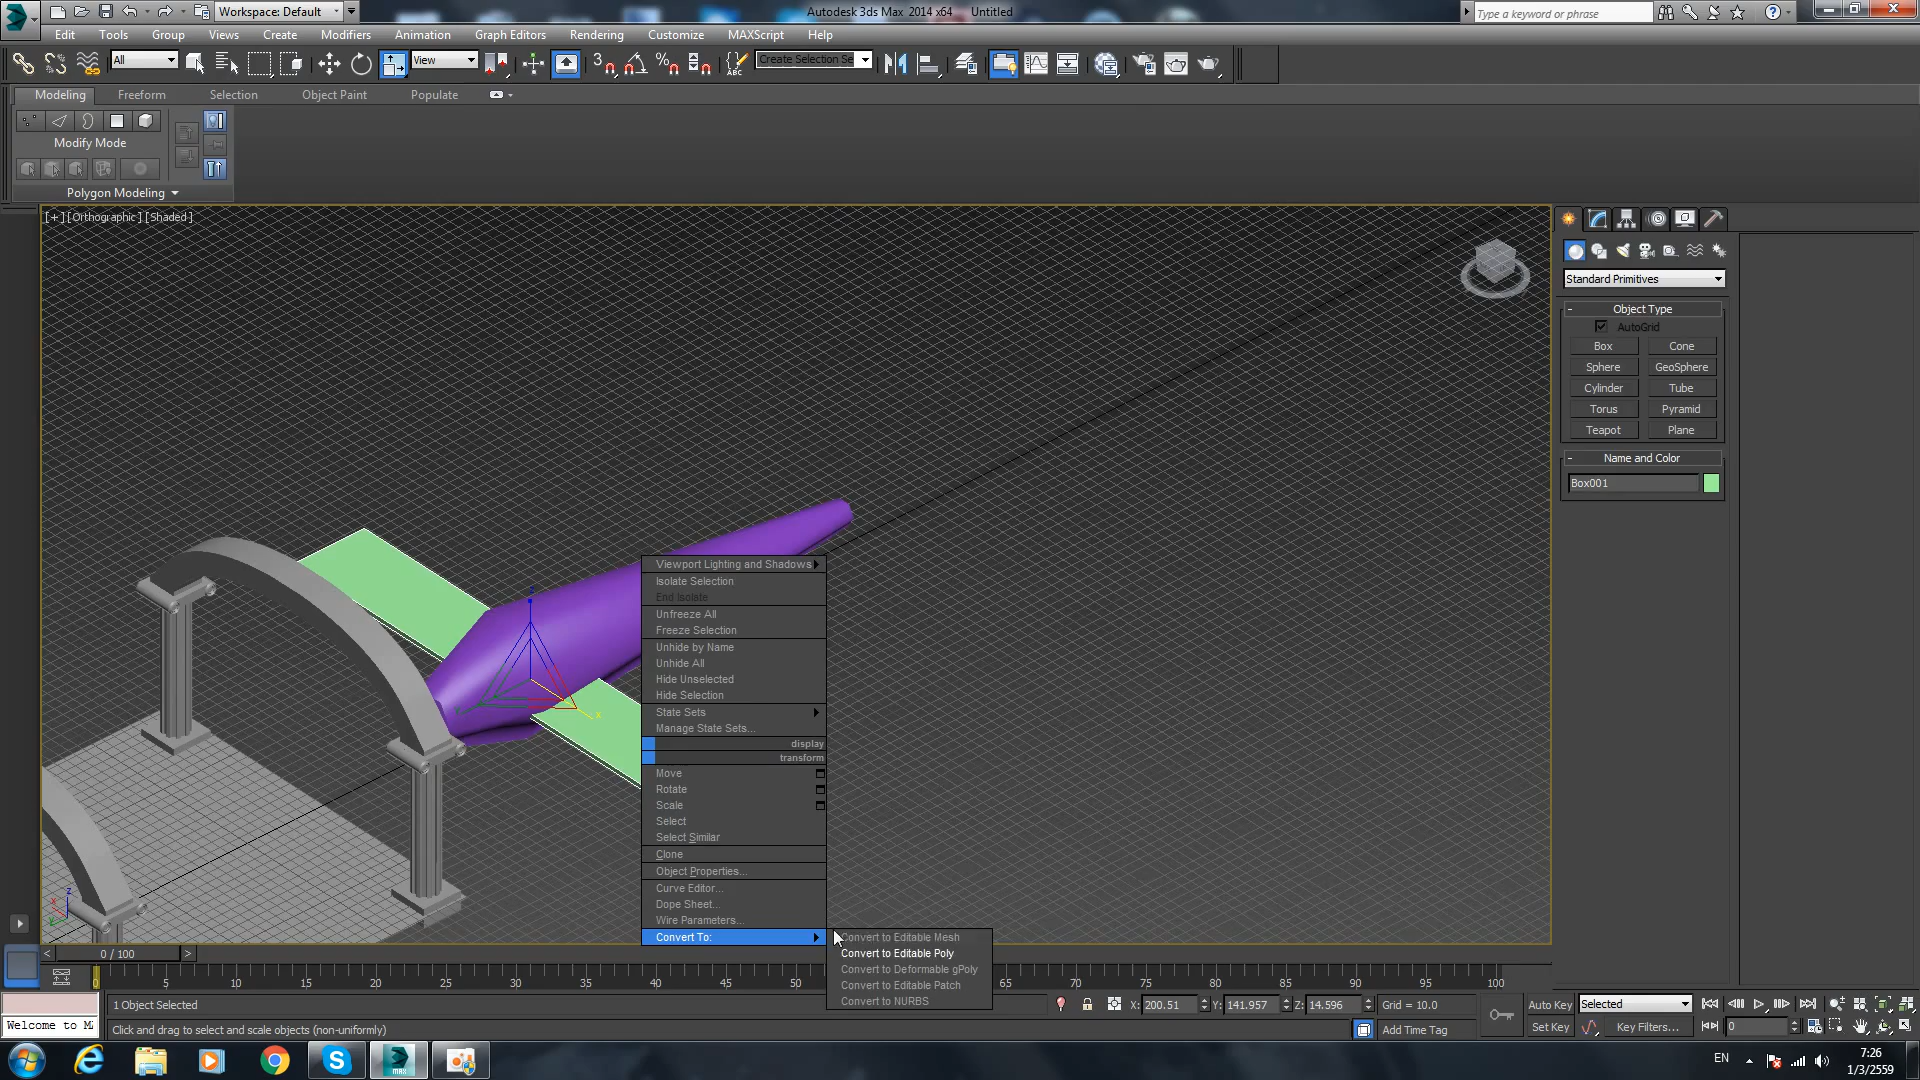 Workspace: Default
Autodesk 3ds Max 2014 x64 Untitled
Type a keyword or phrase
Edit Tools Group Views Create Modifiers Animation Graph Editors Rendering Customize MAXScript Help
All
View
Create Selection Se
Modeling Freeform Selection Object Paint Populate
Modify Mode
Polygon Modeling
[+] [Orthographic] [Shaded]
Standard Primitives
Object Type
AutoGrid
Box Cone
Sphere GeoSphere
Cylinder Tube
Torus Pyramid
Teapot Plane
Name and Color
Box001
Viewport Lighting and Shadows
Isolate Selection
End Isolate
Unfreeze All
Freeze Selection
Unhide by Name
Unhide All
Hide Unselected
Hide Selection
State Sets
Manage State Sets...
display
transform
Move
Rotate
Scale
Select
Select Similar
Clone
Object Properties...
Curve Editor...
Dope Sheet...
Wire Parameters...
Convert To:
Convert to Editable Mesh
Convert to Editable Poly
Convert to Deformable gPoly
Convert to Editable Patch
Convert to NURBS
z
x
z
x
y
< 0 / 100 >
0 5 10 15 20 25 30 35 40 45 50 65 70 75 80 85 90 95 100
1 Object Selected
X: 200.51 Y: 141.957 Z: 14.596 Grid = 10.0
Auto Key Selected
Welcome to MA
Click and drag to select and scale objects (non-uniformly)
Add Time Tag
Set Key Key Filters...
0
MAX
EN
7:26
1/3/2559